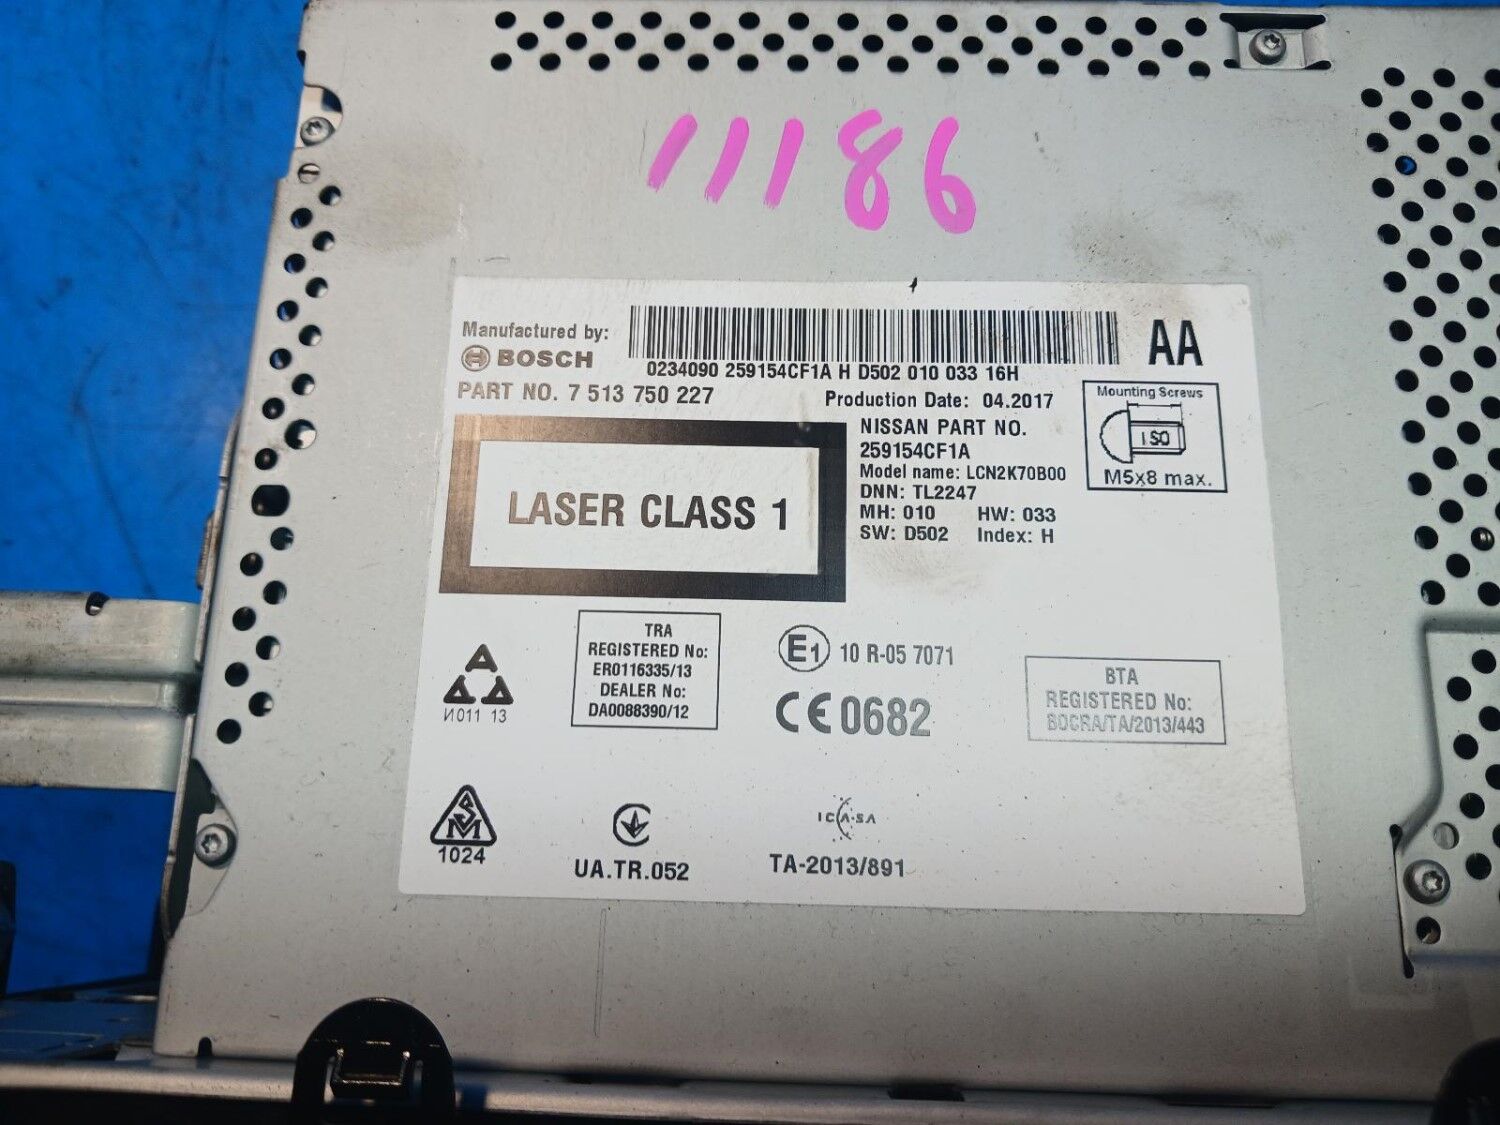 11186
Manufactured by:
BOSCH
0234090 259154CF1A H D502 010 033 16H
AA
PART NO. 7 513 750 227
Production Date: 04.2017
Mounting Screws
ISO
M5x8 max.
NISSAN PART NO.
259154CF1A
Model name: LCN2K70B00
DNN: TL2247
MH: 010 HW: 033
SW: D502 Index: H
LASER CLASS 1
TRA
REGISTERED No:
ER0116335/13
DEALER No:
DA0088390/12
E1 10 R-05 7071
CE0682
BTA
REGISTERED No:
BOCRA/TA/2013/443
И011 13
1024
UA.TR.052
ICASA
TA-2013/891